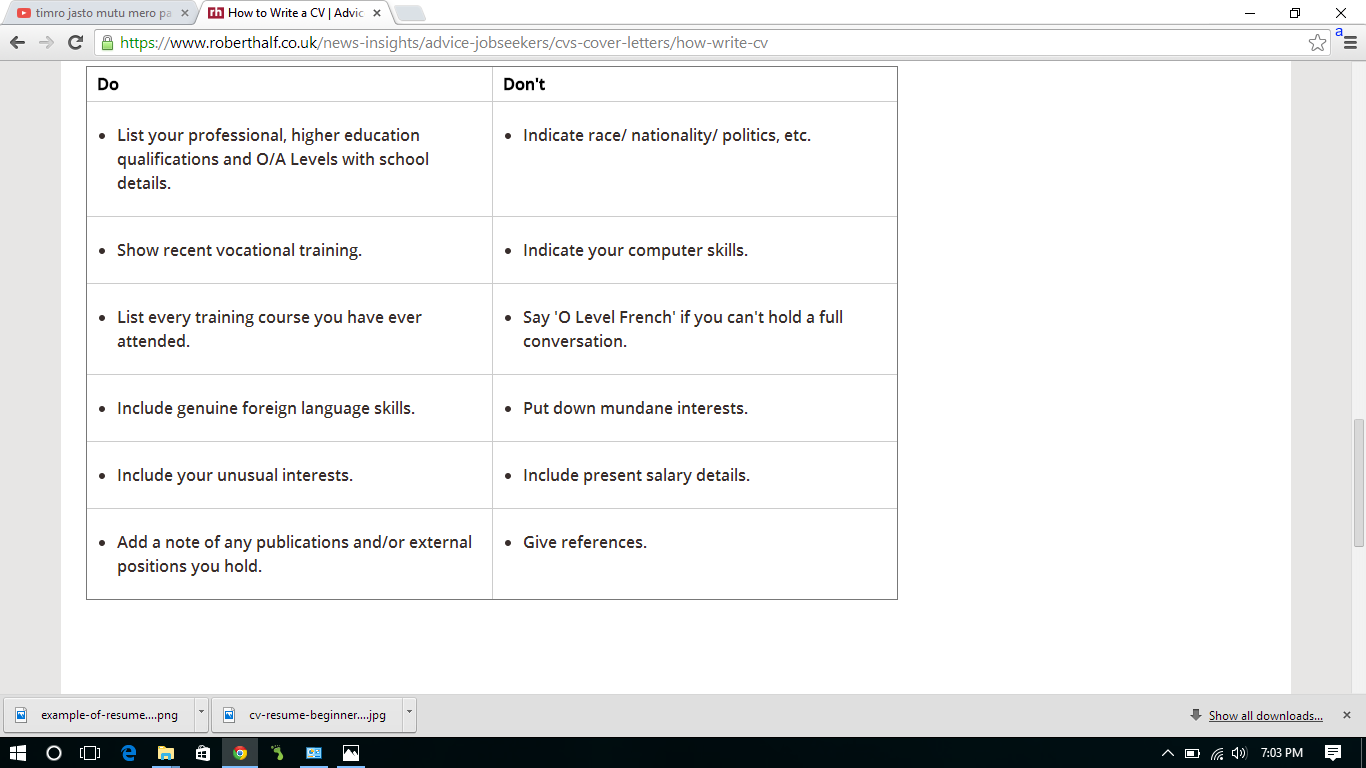 timro jasto mutu mero pa
How to Write a CV | Advic
https://www.roberthalf.co.uk/news-insights/advice-jobseekers/cvs-cover-letters/how-write-cv
a
Do
Don't
List your professional, higher education
qualifications and O/A Levels with school
details.
Indicate race/ nationality/ politics, etc.
Show recent vocational training.
Indicate your computer skills.
List every training course you have ever
attended.
Say 'O Level French' if you can't hold a full
conversation.
Include genuine foreign language skills.
Put down mundane interests.
Include your unusual interests.
Include present salary details.
Add a note of any publications and/or external
positions you hold.
Give references.
example-of-resume....png
cv-resume-beginner....jpg
Show all downloads...
7:03 PM